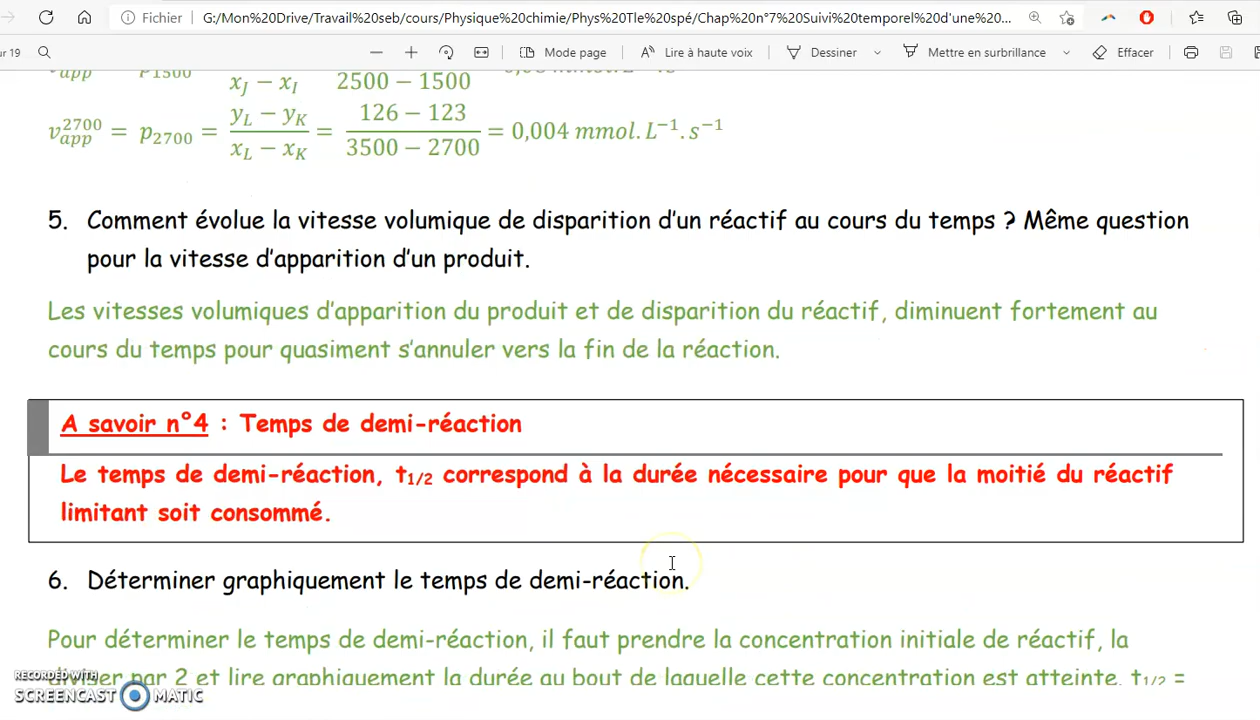 Fichier G:/Mon%20Drive/Travail%20seb/cours/Physique%20chimie/Phys%20Tle%20spé/Chap%20n°7%20Suivi%20temporel%20d'une%20...
ur 19 Mode page Lire à haute voix Dessiner Mettre en surbrillance Effacer
x_J − x_I 2500 − 1500
v_app^2700 = p_2700 = (y_L − y_K)/(x_L − x_K) = (126 − 123)/(3500 − 2700) = 0,004 mmol. L⁻¹. s⁻¹
5. Comment évolue la vitesse volumique de disparition d'un réactif au cours du temps ? Même question
pour la vitesse d'apparition d'un produit.
Les vitesses volumiques d'apparition du produit et de disparition du réactif, diminuent fortement au
cours du temps pour quasiment s'annuler vers la fin de la réaction.
A savoir n°4 : Temps de demi-réaction
Le temps de demi-réaction, t1/2 correspond à la durée nécessaire pour que la moitié du réactif
limitant soit consommé.
6. Déterminer graphiquement le temps de demi-réaction.
Pour déterminer le temps de demi-réaction, il faut prendre la concentration initiale de réactif, la
diviser par 2 et lire graphiquement la durée au bout de laquelle cette concentration est atteinte. t1/2 =
RECORDED WITH
SCREENCAST MATIC